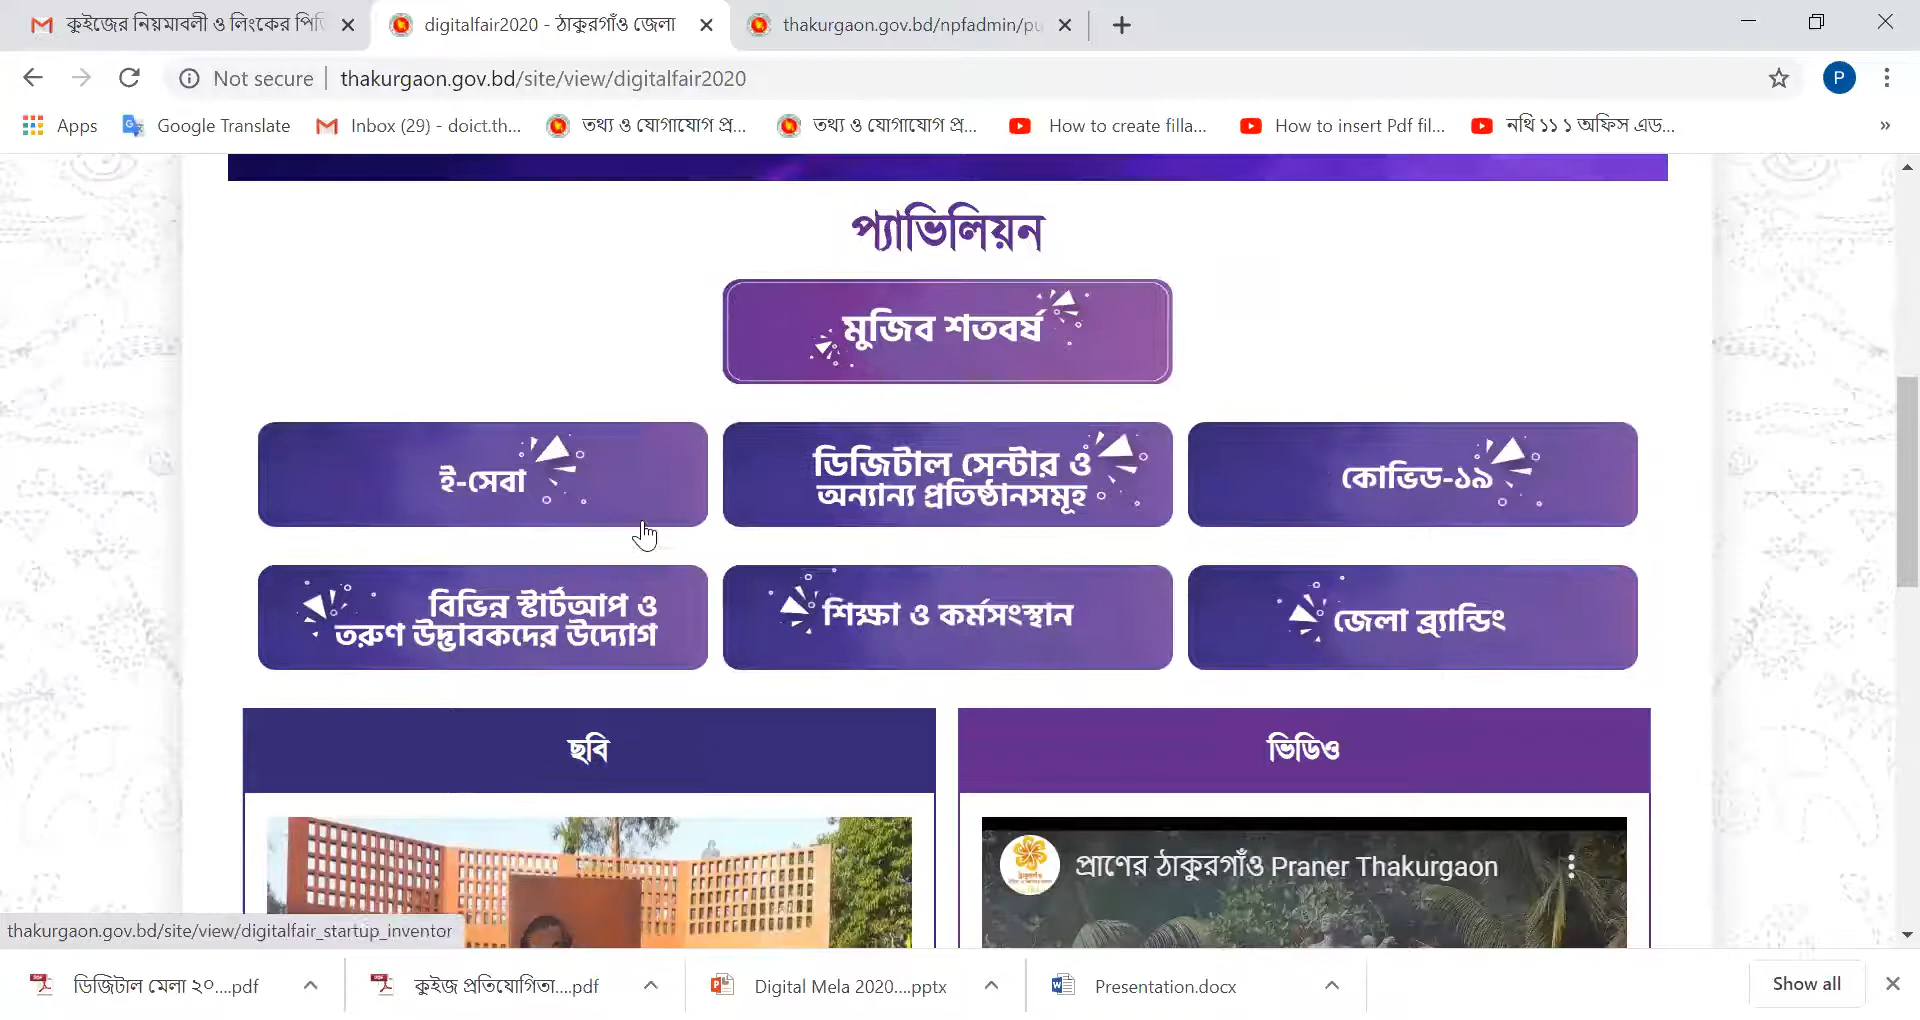 কুইজের নিয়মাবলী ও লিংকের পিডি
digitalfair2020 - ঠাকুরগাঁও জেলা
thakurgaon.gov.bd/npfadmin/pu
Not secure
thakurgaon.gov.bd/site/view/digitalfair2020
P
Apps
Google Translate
Inbox (29) - doict.th...
তথ্য ও যোগাযোগ প্র...
তথ্য ও যোগাযোগ প্র...
How to create filla...
How to insert Pdf fil...
নথি ১১ ১ অফিস এড...
প্যাভিলিয়ন
মুজিব শতবর্ষ
ই-সেবা
ডিজিটাল সেন্টার ও
অন্যান্য প্রতিষ্ঠানসমূহ
কোভিড-১৯
বিভিন্ন স্টার্টআপ ও
তরুণ উদ্ভাবকদের উদ্যোগ
শিক্ষা ও কর্মসংস্থান
জেলা ব্র্যান্ডিং
ছবি
ভিডিও
প্রাণের ঠাকুরগাঁও Praner Thakurgaon
thakurgaon.gov.bd/site/view/digitalfair_startup_inventor
ডিজিটাল মেলা ২০....pdf
কুইজ প্রতিযোগিতা....pdf
Digital Mela 2020....pptx
Presentation.docx
Show all